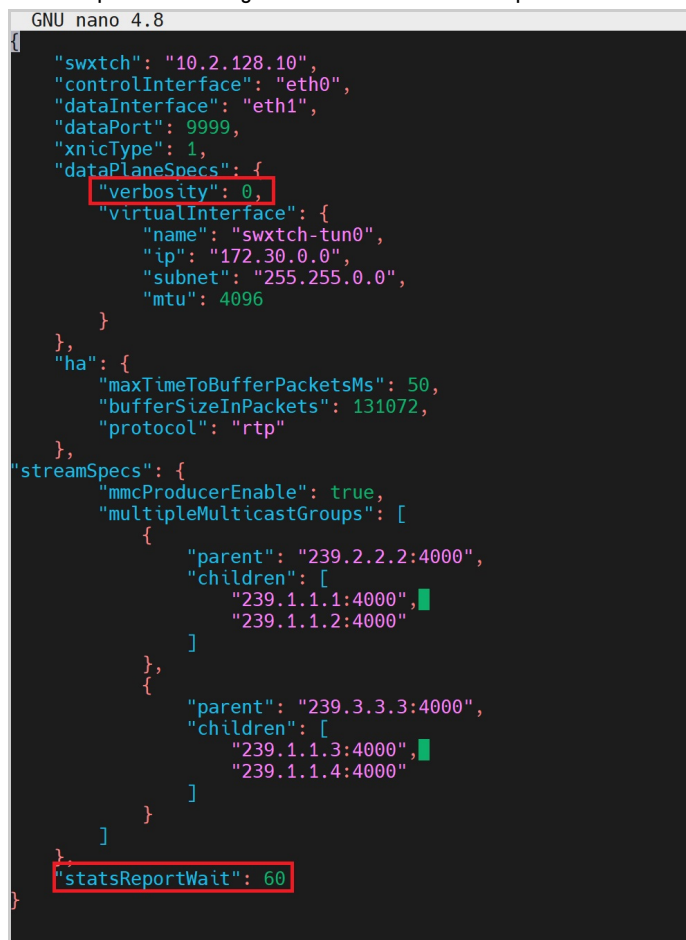 GNU nano 4.8
{
    "swxtch": "10.2.128.10",
    "controlInterface": "eth0",
    "dataInterface": "eth1",
    "dataPort": 9999,
    "xnicType": 1,
    "dataPlaneSpecs": {
        "verbosity": 0,
        "virtualInterface": {
            "name": "swxtch-tun0",
            "ip": "172.30.0.0",
            "subnet": "255.255.0.0",
            "mtu": 4096
        }
    },
    "ha": {
        "maxTimeToBufferPacketsMs": 50,
        "bufferSizeInPackets": 131072,
        "protocol": "rtp"
    },
"streamSpecs": {
        "mmcProducerEnable": true,
        "multipleMulticastGroups": [
            {
                "parent": "239.2.2.2:4000",
                "children": [
                    "239.1.1.1:4000",
                    "239.1.1.2:4000"
                ]
            },
            {
                "parent": "239.3.3.3:4000",
                "children": [
                    "239.1.1.3:4000",
                    "239.1.1.4:4000"
                ]
            }
        ]
    },
    "statsReportWait": 60
}